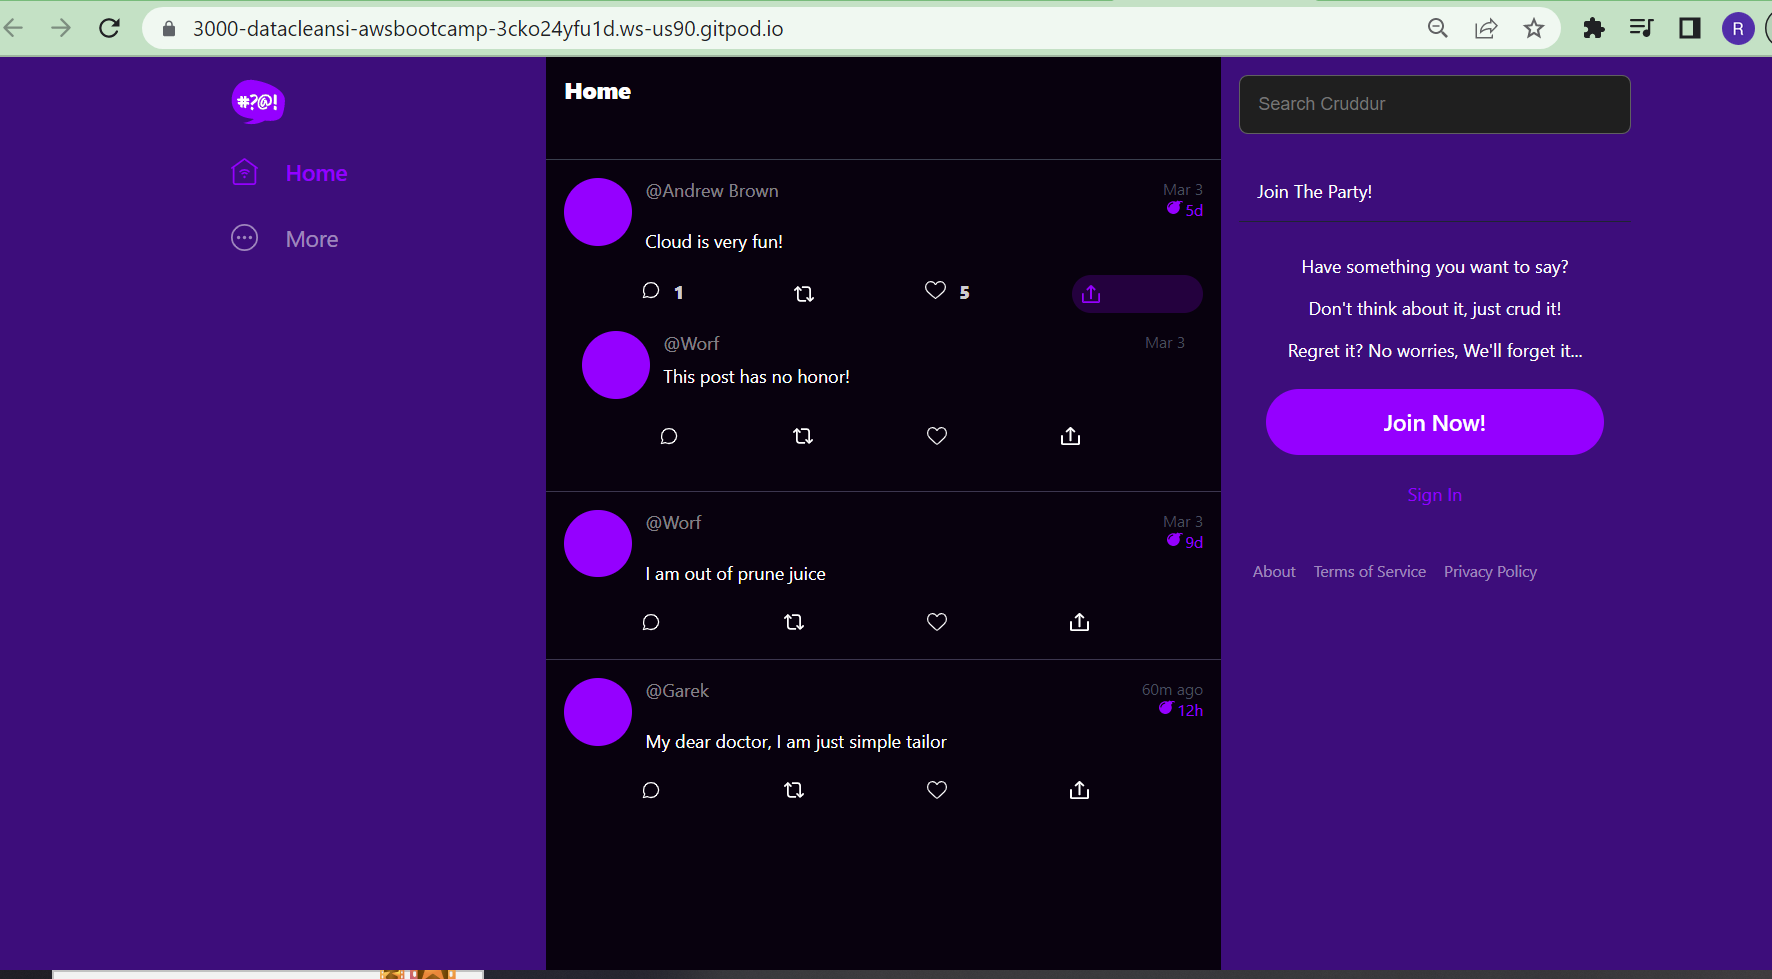 3000-datacleansi-awsbootcamp-3cko24yfu1d.ws-us90.gitpod.io
R
#?@!
Home
More
Home
@Andrew Brown
Mar 3
5d
Cloud is very fun!
1
5
@Worf
Mar 3
This post has no honor!
@Worf
Mar 3
9d
I am out of prune juice
@Garek
60m ago
12h
My dear doctor, I am just simple tailor
Search Cruddur
Join The Party!
Have something you want to say?
Don't think about it, just crud it!
Regret it? No worries, We'll forget it...
Join Now!
Sign In
About Terms of Service Privacy Policy